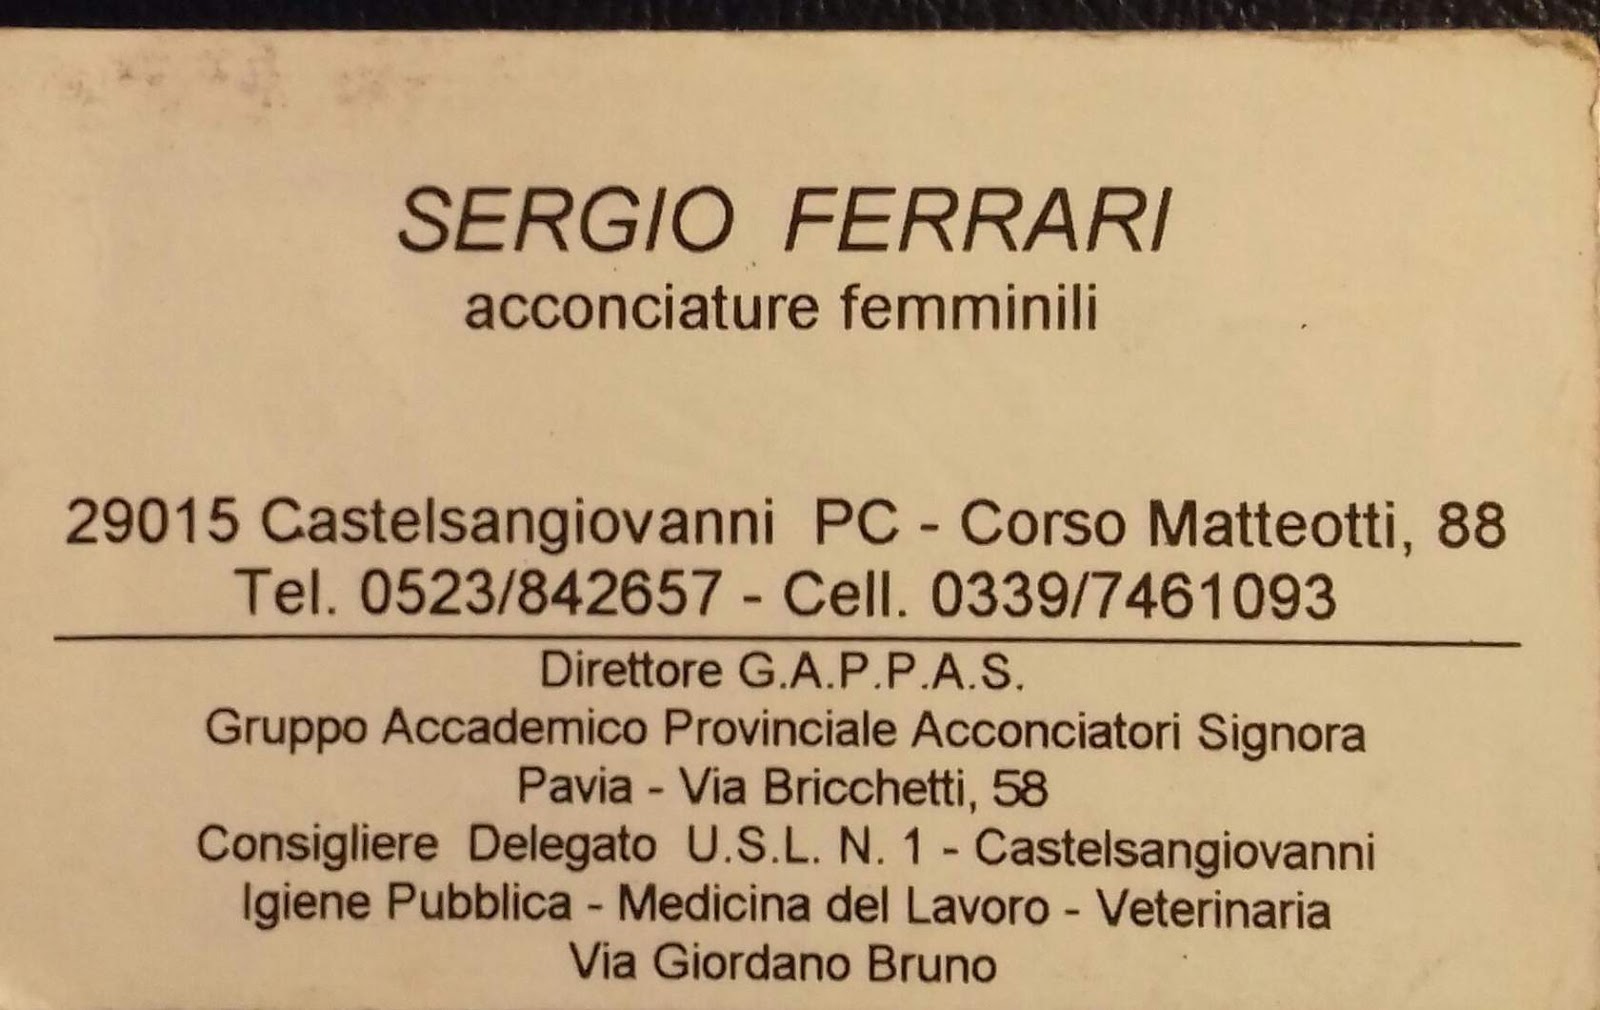 SERGIO FERRARI
acconciature femminili
29015 Castelsangiovanni PC - Corso Matteotti, 88
Tel. 0523/842657 - Cell. 0339/7461093
Direttore G.A.P.P.A.S.
Gruppo Accademico Provinciale Acconciatori Signora
Pavia - Via Bricchetti, 58
Consigliere Delegato U.S.L. N. 1 - Castelsangiovanni
Igiene Pubblica - Medicina del Lavoro - Veterinaria
Via Giordano Bruno